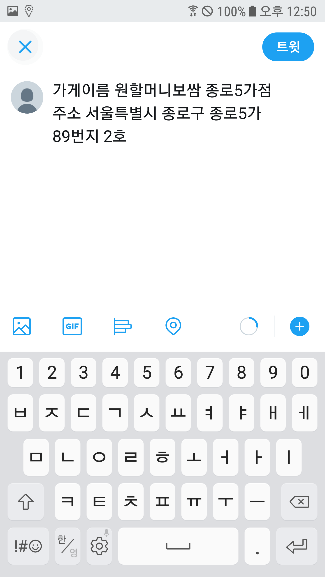 100% 오후 12:50
트윗
가게이름 원할머니보쌈 종로5가점
주소 서울특별시 종로구 종로5가
89번지 2호
GIF
1 2 3 4 5 6 7 8 9 0
ㅂ ㅈ ㄷ ㄱ ㅅ ㅛ ㅕ ㅑ ㅐ ㅔ
ㅁ ㄴ ㅇ ㄹ ㅎ ㅗ ㅓ ㅏ ㅣ
ㅋ ㅌ ㅊ ㅍ ㅠ ㅜ ㅡ
!#☺ 한/영 .